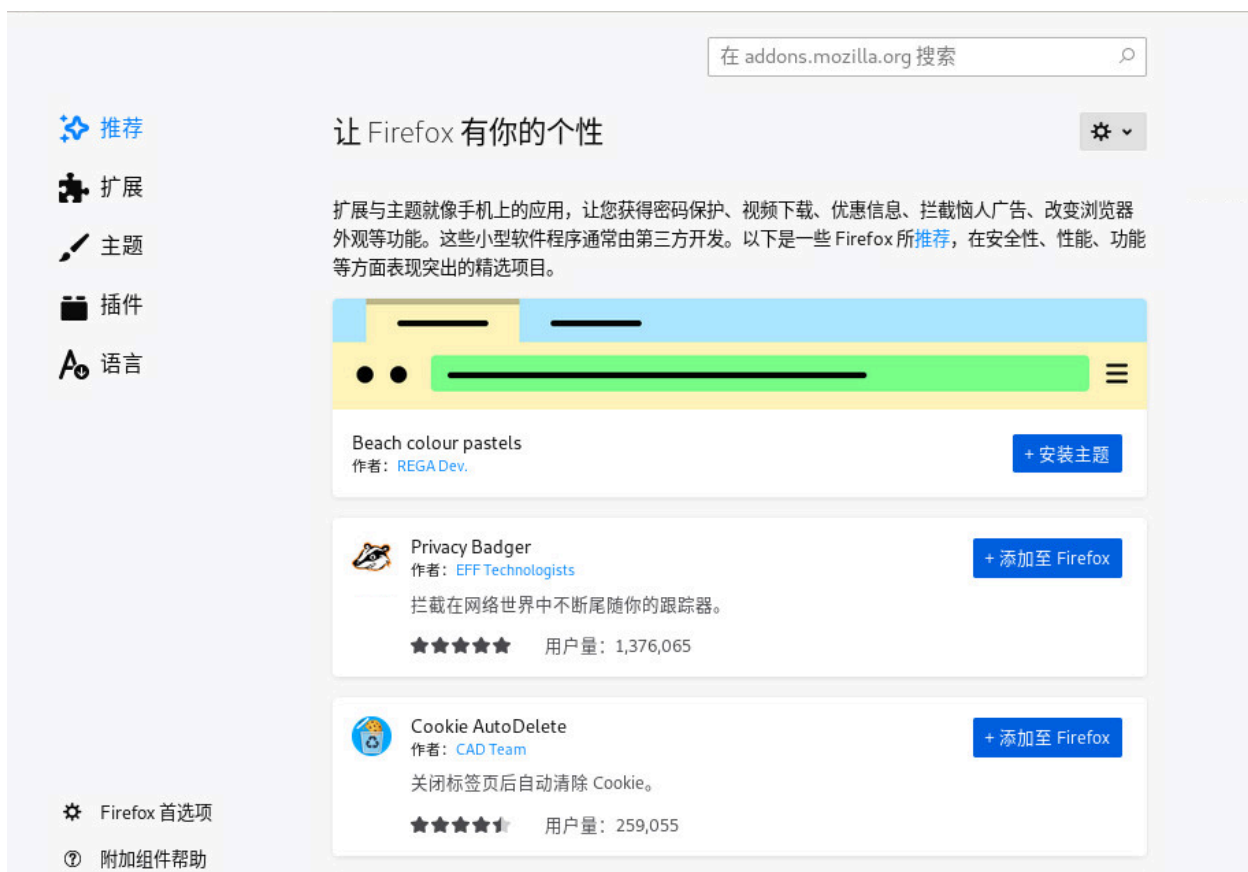 在 addons.mozilla.org 搜索
推荐
扩展
主题
插件
语言
让 Firefox 有你的个性
扩展与主题就像手机上的应用，让您获得密码保护、视频下载、优惠信息、拦截恼人广告、改变浏览器
外观等功能。这些小型软件程序通常由第三方开发。以下是一些 Firefox 所推荐，在安全性、性能、功能
等方面表现突出的精选项目。
Beach colour pastels
作者：REGA Dev.
+ 安装主题
Privacy Badger
作者：EFF Technologists
+ 添加至 Firefox
拦截在网络世界中不断尾随你的跟踪器。
用户量：1,376,065
Cookie AutoDelete
作者：CAD Team
+ 添加至 Firefox
关闭标签页后自动清除 Cookie。
用户量：259,055
Firefox 首选项
附加组件帮助